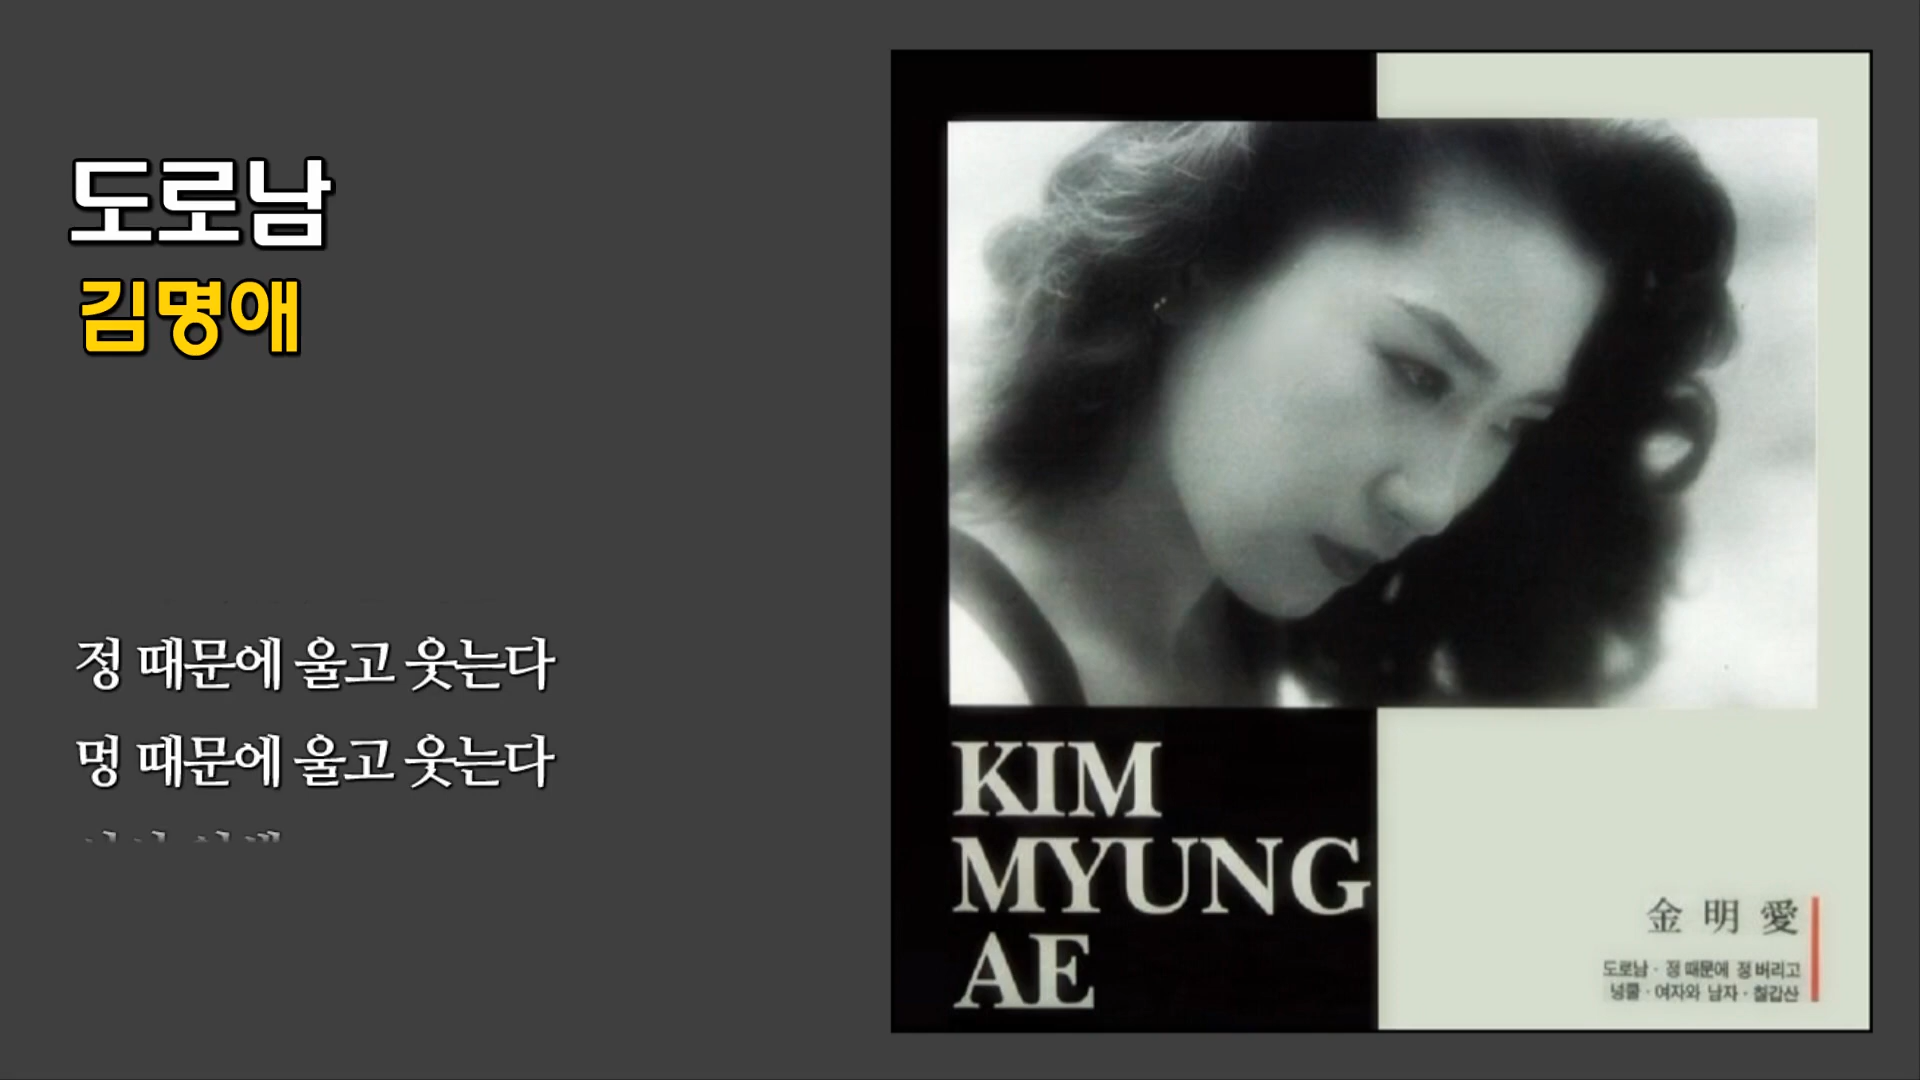 도로남
김명애
정 때문에 울고 웃는다
멍 때문에 울고 웃는다
KIM
MYUNG
AE
金明愛
도로남 · 정 때문에 정 버리고
넝쿨 · 여자와 남자 · 칠갑산